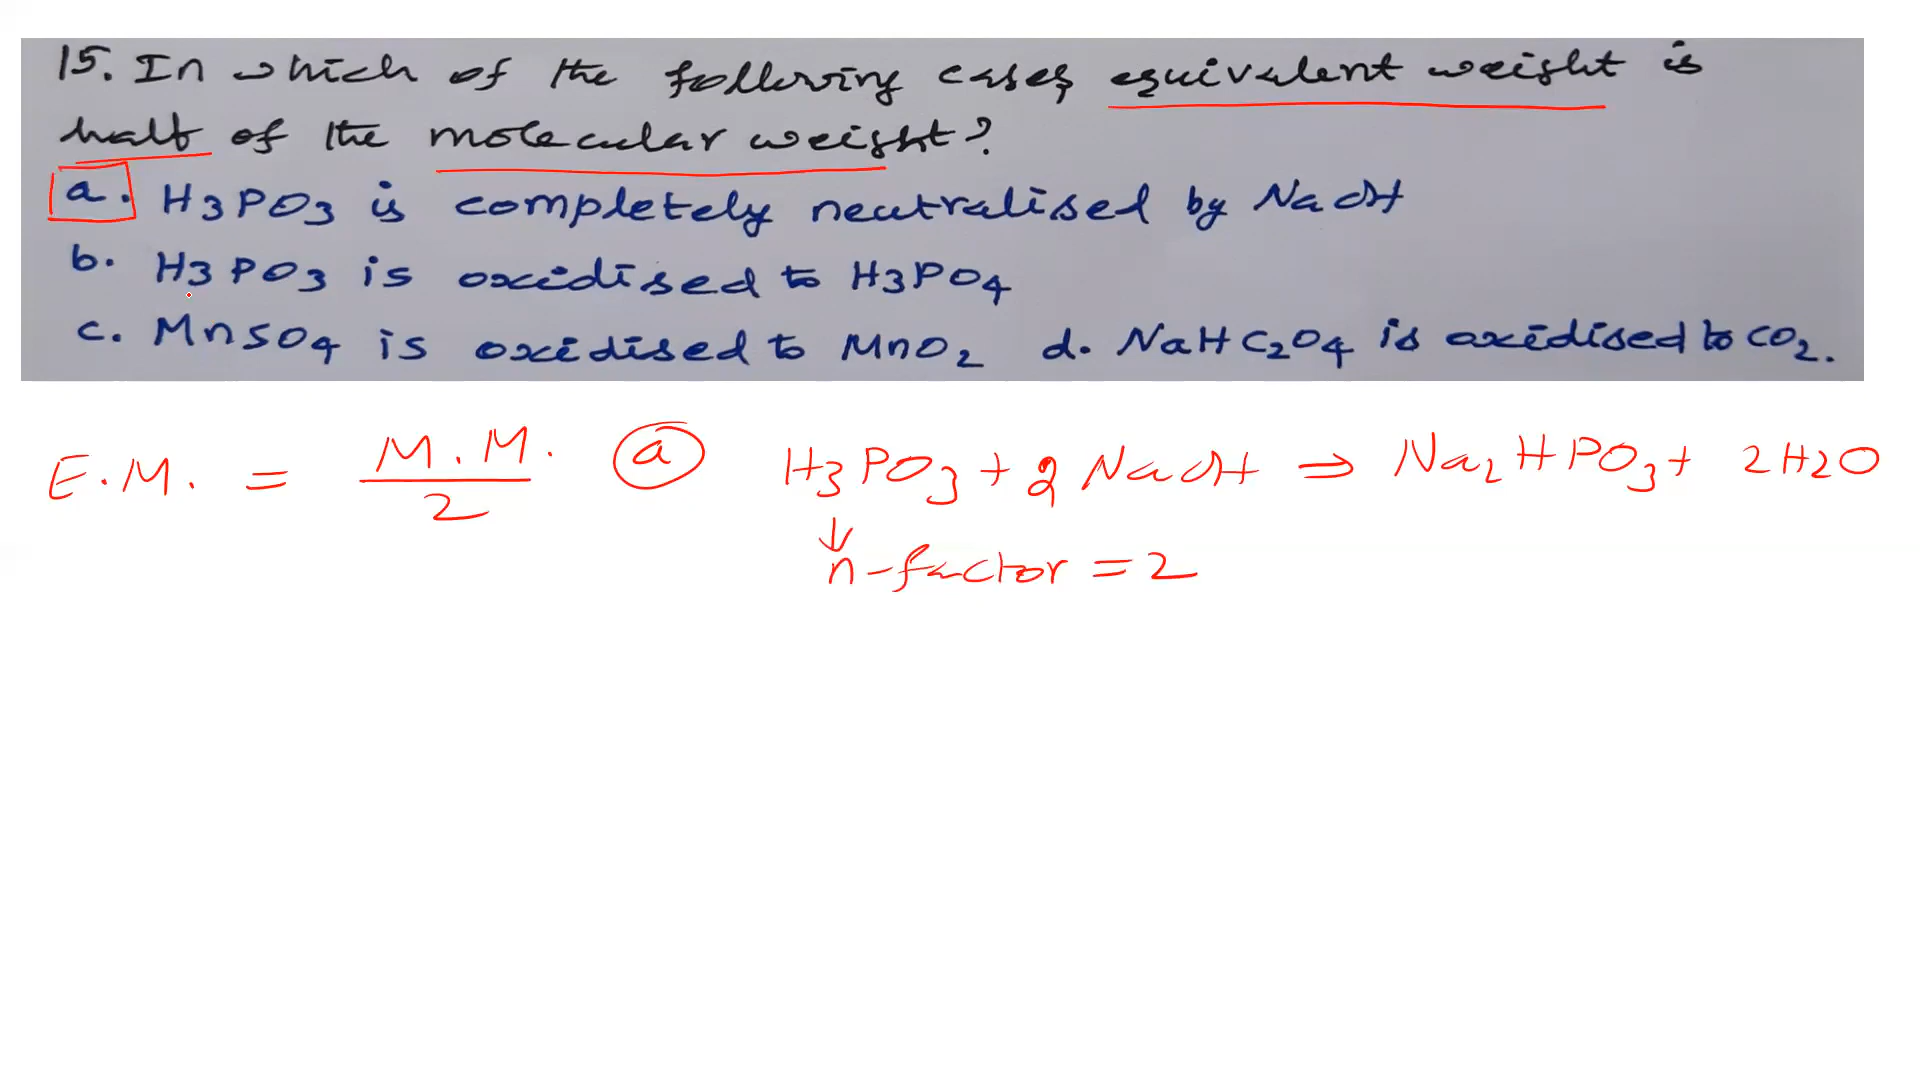 15. In which of the following cases equivalent weight is
half of the molecular weight?
a. H3PO3 is completely neutralised by NaOH
b. H3PO3 is oxidised to H3PO4
c. MnSO4 is oxidised to MnO2 d. NaHC2O4 is oxidised to CO2.
E.M. = M.M. / 2 (a) H3PO3 + 2 NaOH ⇒ Na2HPO3 + 2H2O
↓
n-factor = 2